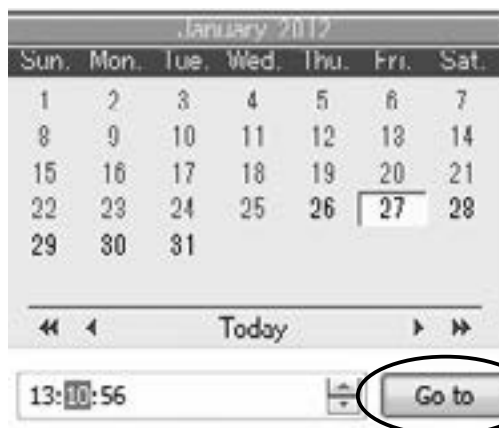 January 2012
Sun. Mon. Tue. Wed. Thu. Fri. Sat.
1 2 3 4 5 6 7
8 9 10 11 12 13 14
15 16 17 18 19 20 21
22 23 24 25 26 27 28
29 30 31
Today
13:10:56
Go to